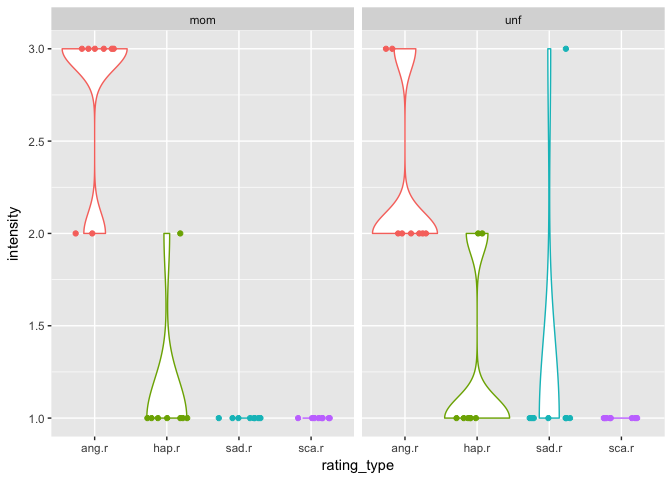 mom
unf
3.0
2.5
2.0
1.5
1.0
intensity
ang.r
hap.r
sad.r
sca.r
ang.r
hap.r
sad.r
sca.r
rating_type